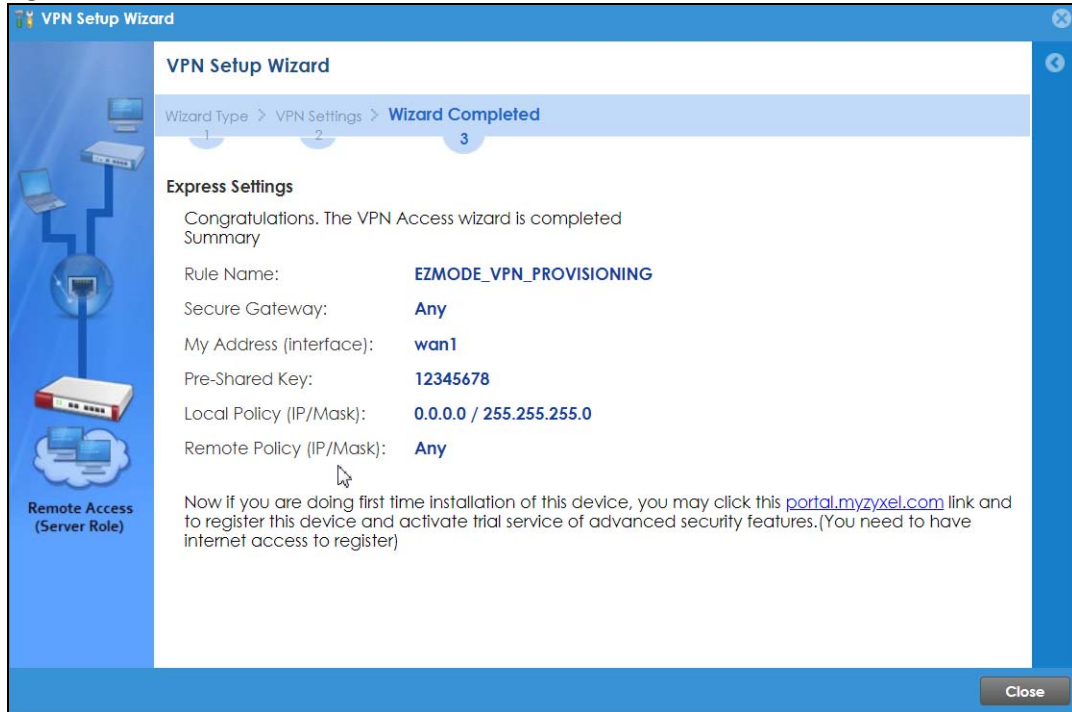 VPN Setup Wizard
VPN Setup Wizard
Wizard Type > VPN Settings > Wizard Completed
1 2 3
Express Settings
Congratulations. The VPN Access wizard is completed
Summary
Rule Name: EZMODE_VPN_PROVISIONING
Secure Gateway: Any
My Address (interface): wan1
Pre-Shared Key: 12345678
Local Policy (IP/Mask): 0.0.0.0 / 255.255.255.0
Remote Policy (IP/Mask): Any
Now if you are doing first time installation of this device, you may click this portal.myzyxel.com link and
to register this device and activate trial service of advanced security features.(You need to have
internet access to register)
Remote Access
(Server Role)
Close